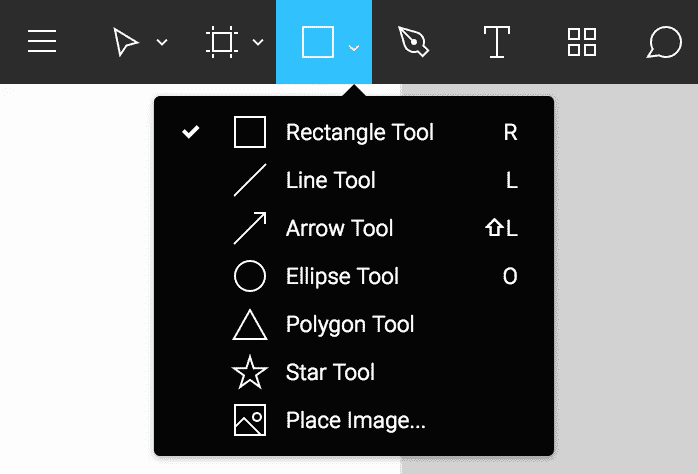 Rectangle Tool R
Line Tool L
Arrow Tool ⇧L
Ellipse Tool O
Polygon Tool
Star Tool
Place Image...